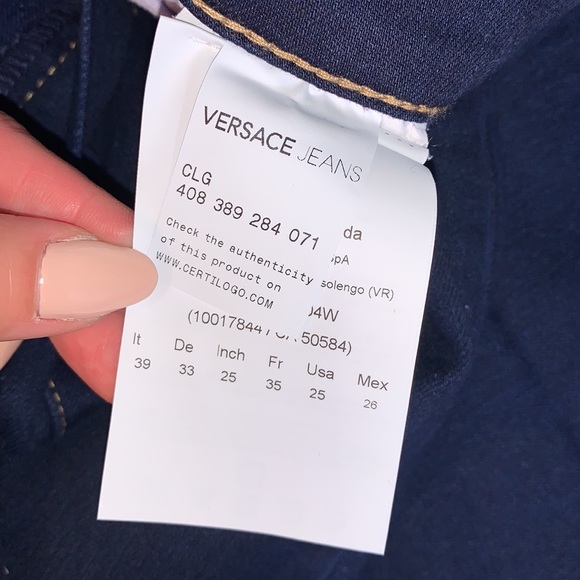 VERSACE JEANS
CLG
408 389 284 071
Check the authenticity
of this product on
WWW.CERTILOGO.COM
da
solengo (VR)
4W
(10017844 50584)
It De Inch Fr Usa Mex
39 33 25 35 25 26